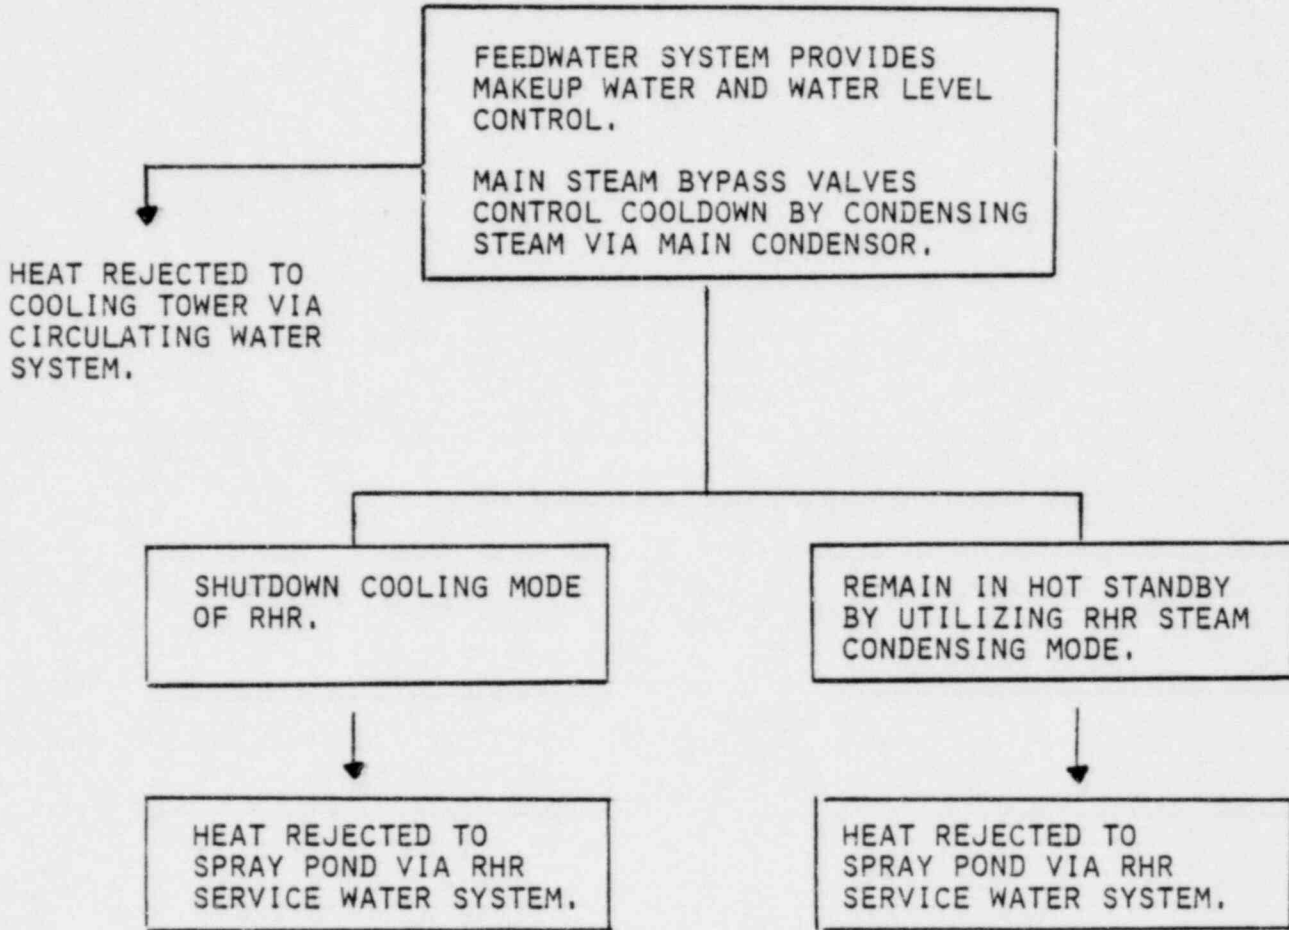 FEEDWATER SYSTEM PROVIDES
MAKEUP WATER AND WATER LEVEL
CONTROL.
MAIN STEAM BYPASS VALVES
CONTROL COOLDOWN BY CONDENSING
STEAM VIA MAIN CONDENSOR.
HEAT REJECTED TO
COOLING TOWER VIA
CIRCULATING WATER
SYSTEM.
SHUTDOWN COOLING MODE
OF RHR.
REMAIN IN HOT STANDBY
BY UTILIZING RHR STEAM
CONDENSING MODE.
HEAT REJECTED TO
SPRAY POND VIA RHR
SERVICE WATER SYSTEM.
HEAT REJECTED TO
SPRAY POND VIA RHR
SERVICE WATER SYSTEM.